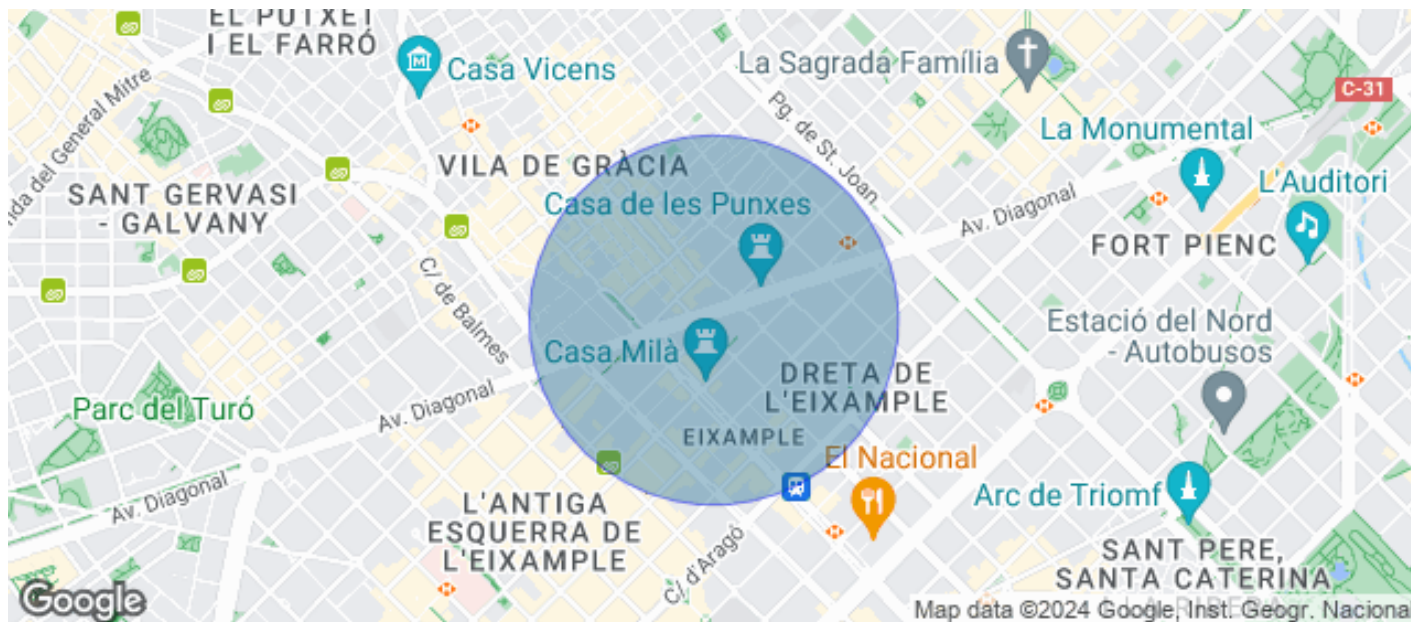 EL PUTXET
I EL FARRÓ
Casa Vicens
La Sagrada Família
C-31
La Monumental
L'Auditori
Pg. de St. Joan
VILA DE GRÀCIA
SANT GERVASI
- GALVANY
Casa de les Punxes
Av. Diagonal
FORT PIENC
C/ de Balmes
Estació del Nord
- Autobusos
Casa Milà
DRETA DE
L'EIXAMPLE
Parc del Turó
Av. Diagonal
EIXAMPLE
El Nacional
Av. Diagonal
L'ANTIGA
ESQUERRA DE
L'EIXAMPLE
Arc de Triomf
C/ d'Aragó
SANT PERE,
SANTA CATERINA
Google
Map data ©2024 Google, Inst. Geogr. Nacional